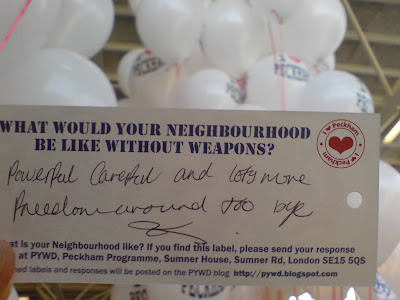 I PECKHAM
WHAT WOULD YOUR NEIGHBOURHOOD
BE LIKE WITHOUT WEAPONS?
I Peckham
I Peckham
Powerful Careful and lots more
freedom around too bye
at is your Neighbourhood like? If you find this label, please send your response
at PYWD, Peckham Programme, Sumner House, Sumner Rd, London SE15 5QS
ned labels and responses will be posted on the PYWD blog http://pywd.blogspot.com